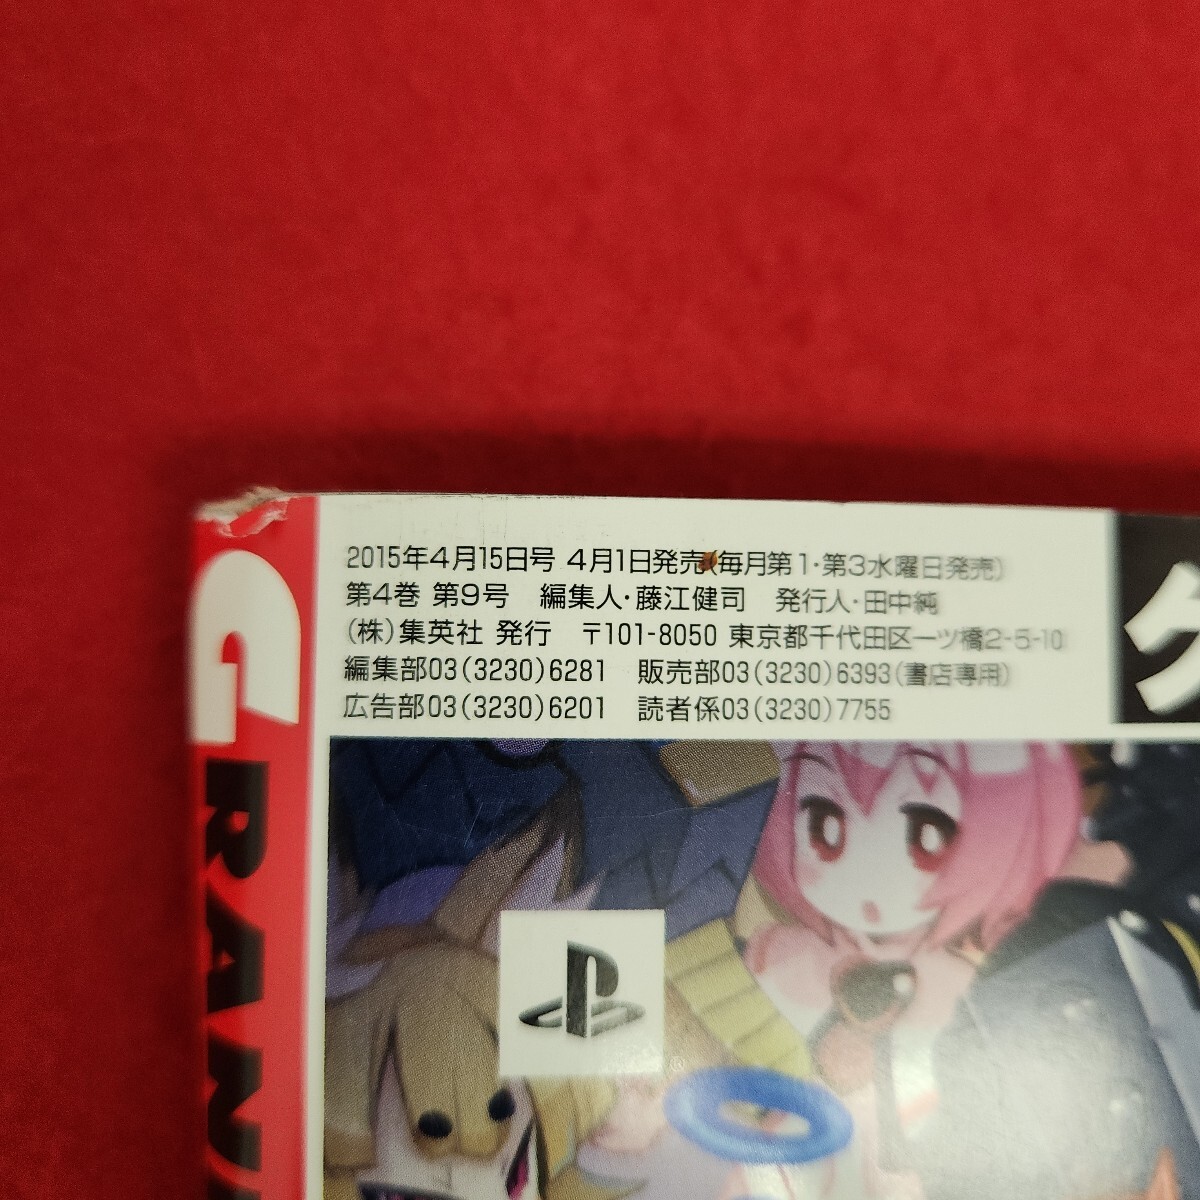 2015年4月15日号 4月1日発売(毎月第1・第3水曜日発売)
第4巻 第9号 編集人・藤江健司 発行人・田中純
(株)集英社 発行 〒101-8050 東京都千代田区一ツ橋2-5-10
編集部03(3230)6281 販売部03(3230)6393(書店専用)
広告部03(3230)6201 読者係03(3230)7755
GRAN
®